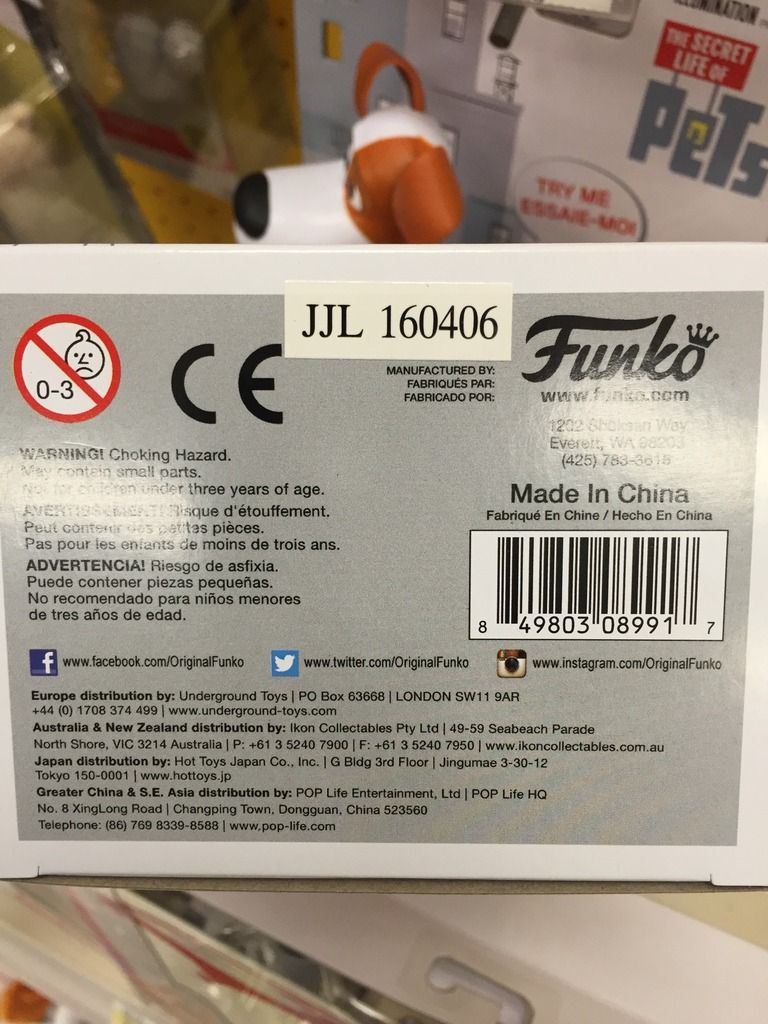 ILLUMINATION
THE SECRET
LIFE OF
PETS
TRY ME
ESSAIE-MOI
JJL 160406
0-3
CE
MANUFACTURED BY:
FABRIQUÉS PAR:
FABRICADO POR:
Funko
www.funko.com
1202 Shuksan Way
Everett, WA 98203
(425) 783-3616
WARNING! Choking Hazard.
May contain small parts.
Not for children under three years of age.
AVERTISSEMENT! Risque d'étouffement.
Peut contenir des petites pièces.
Pas pour les enfants de moins de trois ans.
ADVERTENCIA! Riesgo de asfixia.
Puede contener piezas pequeñas.
No recomendado para niños menores
de tres años de edad.
Made In China
Fabriqué En Chine / Hecho En China
8 49803 08991 7
www.facebook.com/OriginalFunko www.twitter.com/OriginalFunko www.instagram.com/OriginalFunko
Europe distribution by: Underground Toys | PO Box 63668 | LONDON SW11 9AR
+44 (0) 1708 374 499 | www.underground-toys.com
Australia & New Zealand distribution by: Ikon Collectables Pty Ltd | 49-59 Seabeach Parade
North Shore, VIC 3214 Australia | P: +61 3 5240 7900 | F: +61 3 5240 7950 | www.ikoncollectables.com.au
Japan distribution by: Hot Toys Japan Co., Inc. | G Bldg 3rd Floor | Jingumae 3-30-12
Tokyo 150-0001 | www.hottoys.jp
Greater China & S.E. Asia distribution by: POP Life Entertainment, Ltd | POP Life HQ
No. 8 XingLong Road | Changping Town, Dongguan, China 523560
Telephone: (86) 769 8339-8588 | www.pop-life.com